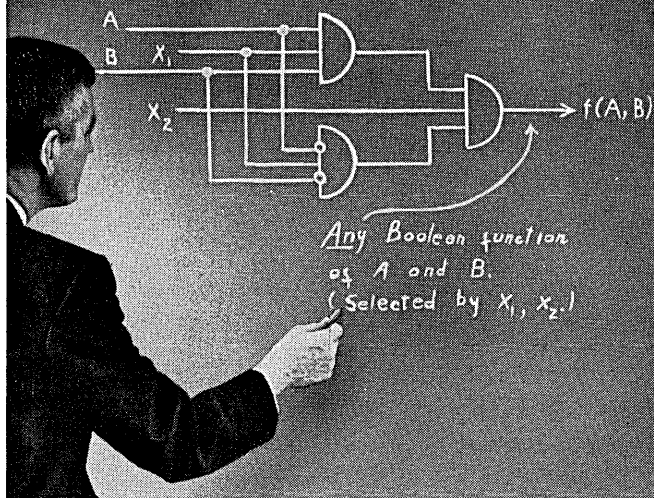 A
B X₁
X₂
f(A, B)
Any Boolean function
of A and B.
(Selected by X₁, X₂.)